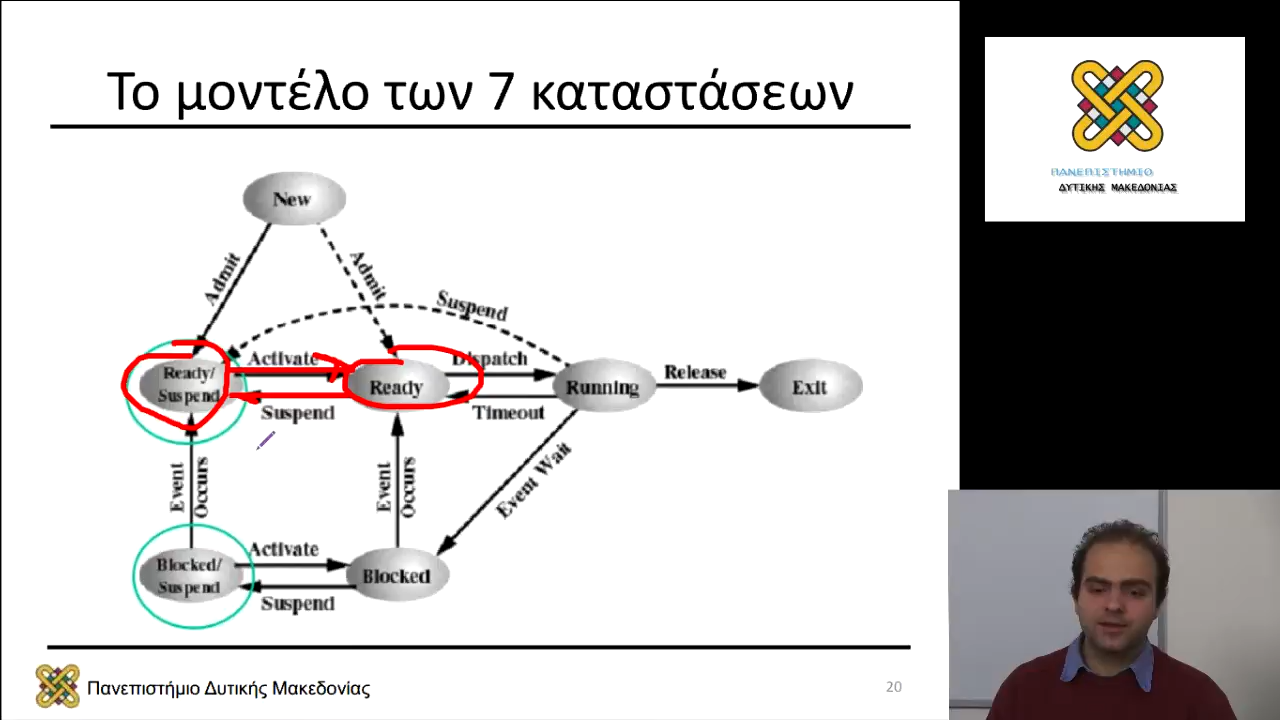 Το μοντέλο των 7 καταστάσεων
New
Admit
Admit
Suspend
Ready/
Suspend
Activate
Suspend
Ready
Dispatch
Timeout
Running
Release
Exit
Event
Occurs
Event
Occurs
Event Wait
Blocked/
Suspend
Activate
Suspend
Blocked
Πανεπιστήμιο Δυτικής Μακεδονίας
20
ΠΑΝΕΠΙΣΤΗΜΙΟ
ΔΥΤΙΚΗΣ ΜΑΚΕΔΟΝΙΑΣ